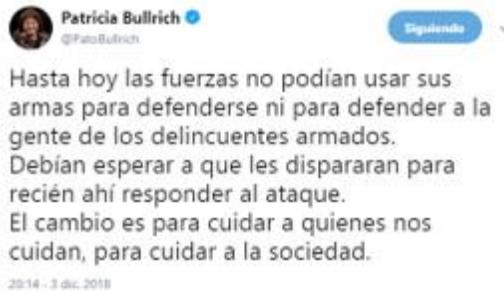 Patricia Bullrich
@PatoBullrich
Siguiendo
Hasta hoy las fuerzas no podían usar sus
armas para defenderse ni para defender a la
gente de los delincuentes armados.
Debían esperar a que les dispararan para
recién ahí responder al ataque.
El cambio es para cuidar a quienes nos
cuidan, para cuidar a la sociedad.
20:14 - 3 dic. 2018